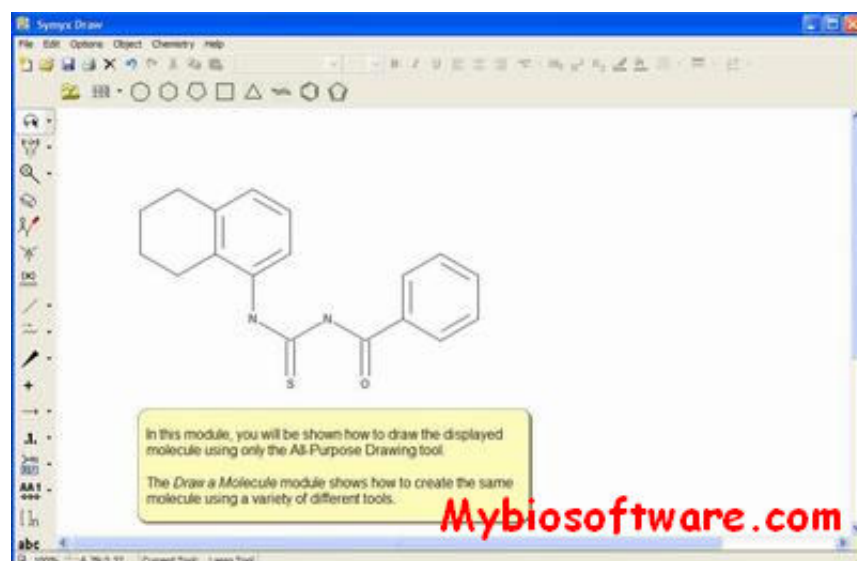 Symyx Draw
File Edit Options Object Chemistry Help
N
N
S
O
In this module, you will be shown how to draw the displayed
molecule using only the All-Purpose Drawing tool.
The Draw a Molecule module shows how to create the same
molecule using a variety of different tools.
Mybiosoftware.com
abc